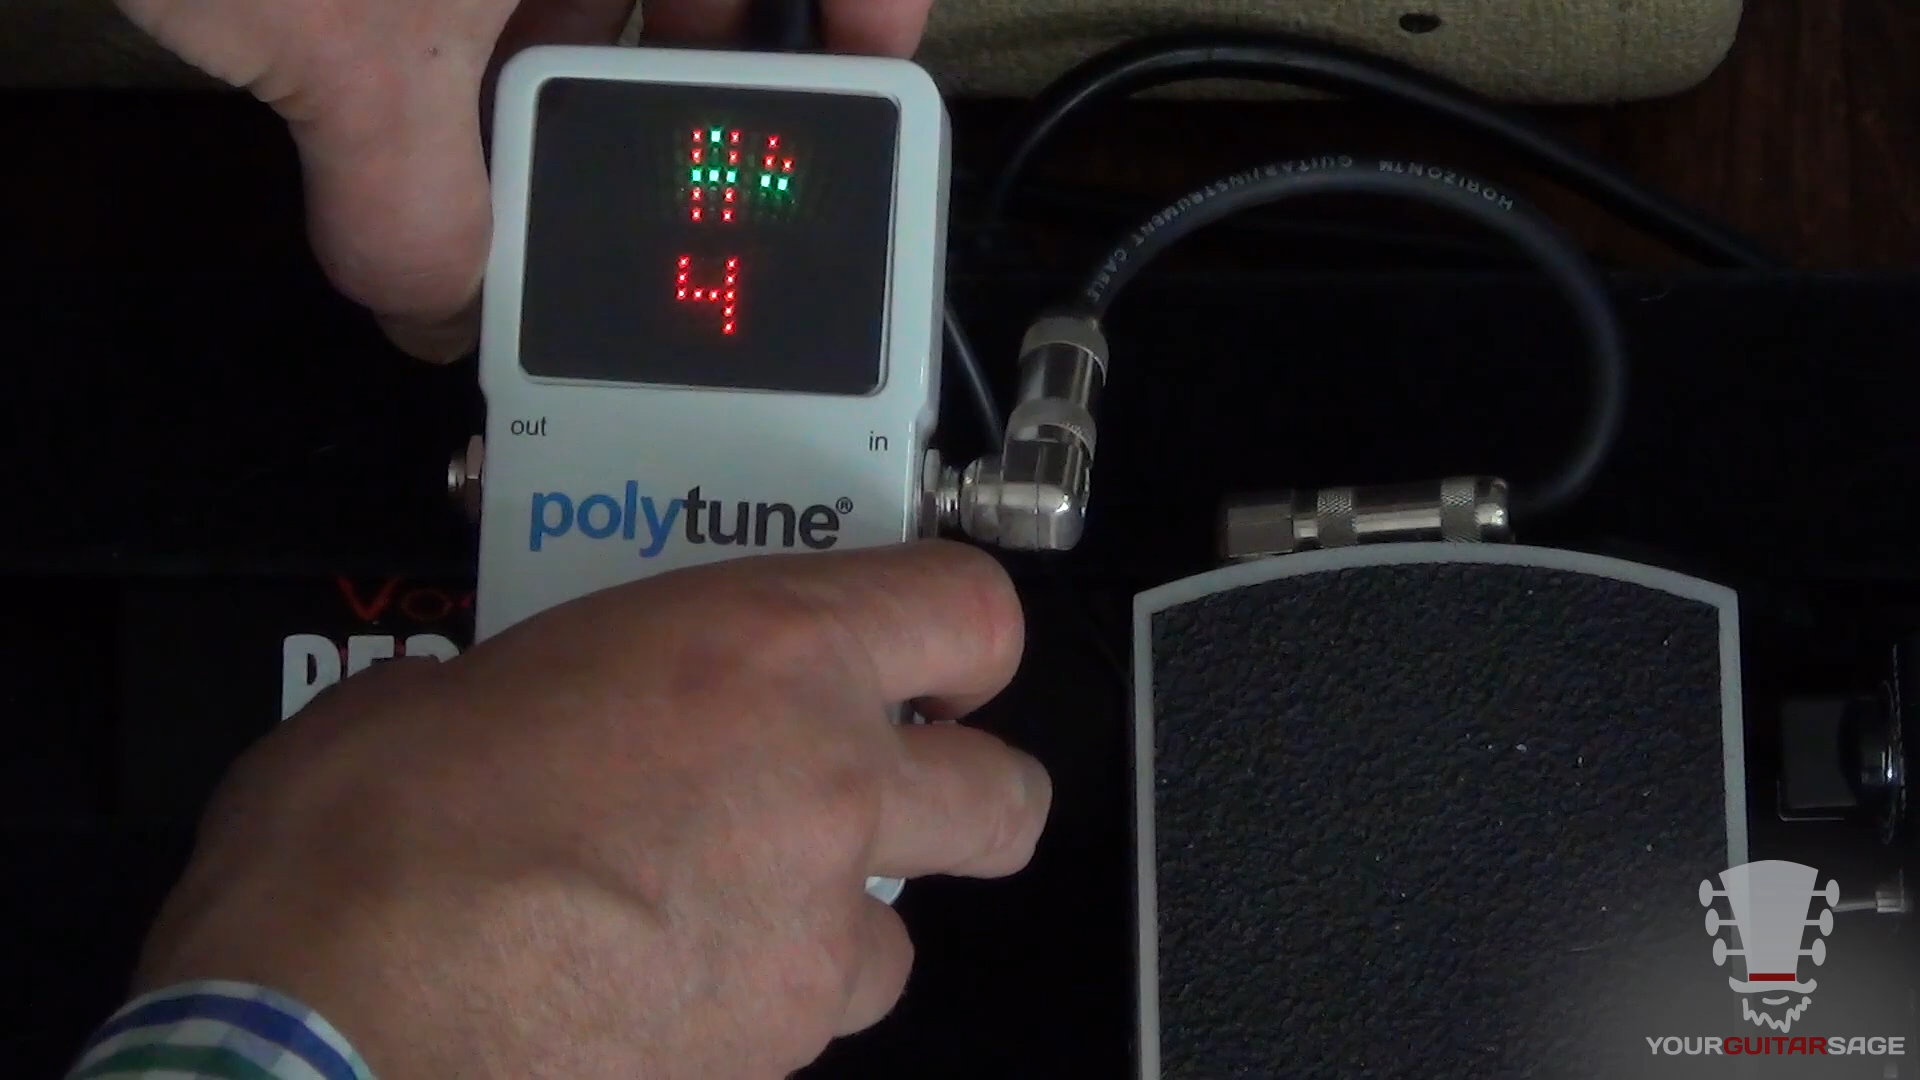 4
out
in
polytune®
HORIZON™ GUITAR/INSTRUMENT CABLE
YOURGUITARSAGE